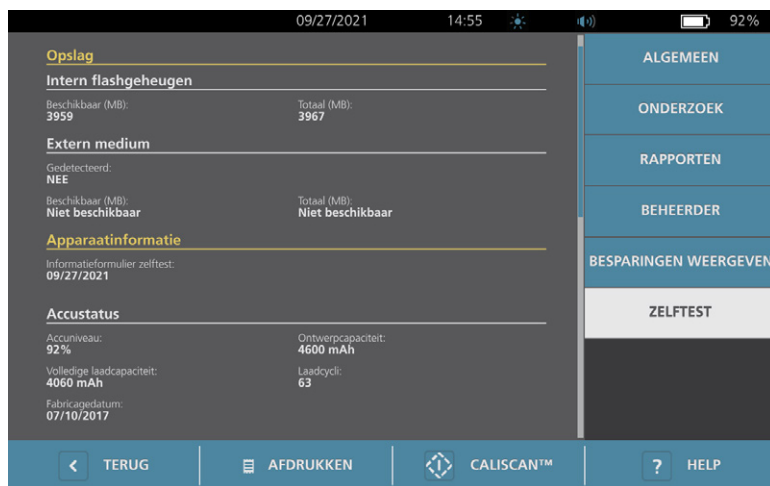 09/27/2021 14:55 92%
Opslag
Intern flashgeheugen
Beschikbaar (MB): Totaal (MB):
3959 3967
Extern medium
Gedetecteerd:
NEE
Beschikbaar (MB): Totaal (MB):
Niet beschikbaar Niet beschikbaar
Apparaatinformatie
Informatieformulier zelftest:
09/27/2021
Accustatus
Accuniveau: Ontwerpcapaciteit:
92% 4600 mAh
Volledige laadcapaciteit: Laadcycli:
4060 mAh 63
Fabricagedatum:
07/10/2017
ALGEMEEN
ONDERZOEK
RAPPORTEN
BEHEERDER
BESPARINGEN WEERGEVEN
ZELFTEST
< TERUG AFDRUKKEN CALISCAN™ ? HELP